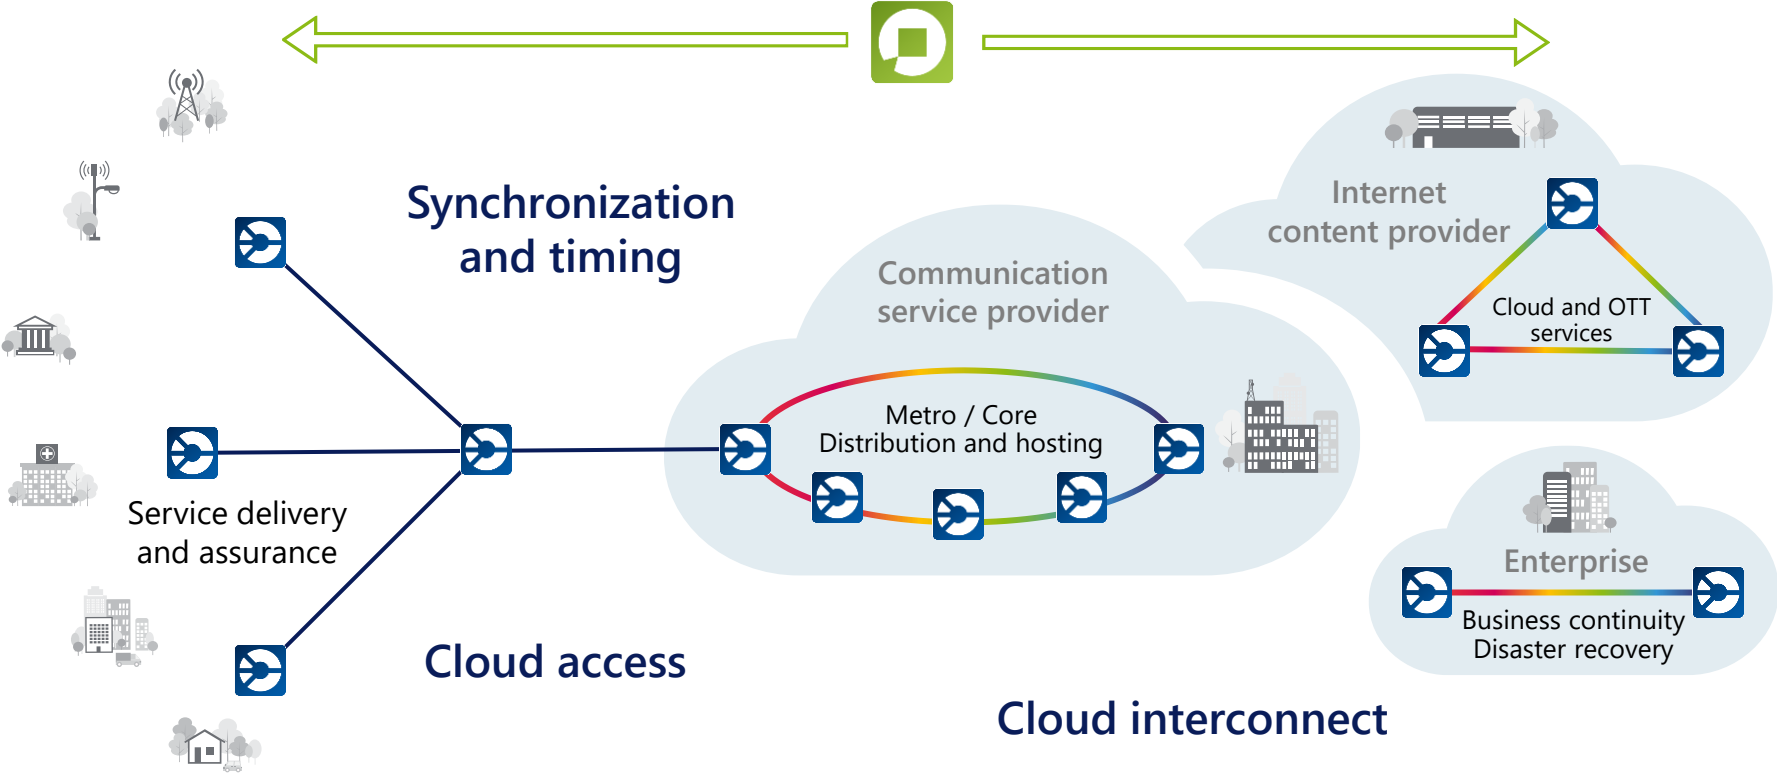 Synchronization
and timing
Communication
service provider
Internet
content provider
Cloud and OTT
services
Metro / Core
Distribution and hosting
Service delivery
and assurance
Enterprise
Business continuity
Disaster recovery
Cloud access
Cloud interconnect